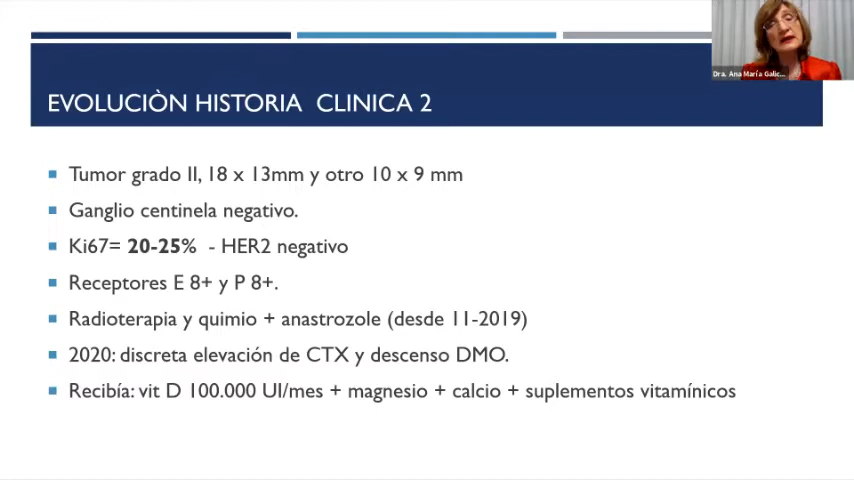 Dra. Ana María Galic...
EVOLUCIÒN HISTORIA CLINICA 2
Tumor grado II, 18 x 13mm y otro 10 x 9 mm
Ganglio centinela negativo.
Ki67= 20-25% - HER2 negativo
Receptores E 8+ y P 8+.
Radioterapia y quimio + anastrozole (desde 11-2019)
2020: discreta elevación de CTX y descenso DMO.
Recibía: vit D 100.000 UI/mes + magnesio + calcio + suplementos vitamínicos